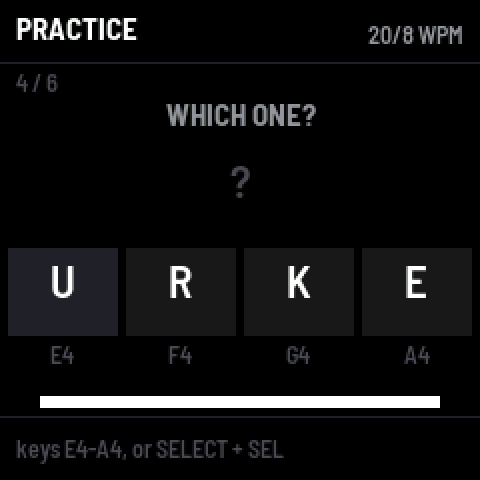 PRACTICE 20/8 WPM
4 / 6
WHICH ONE?
?
U R K E
E4 F4 G4 A4
keys E4-A4, or SELECT + SEL